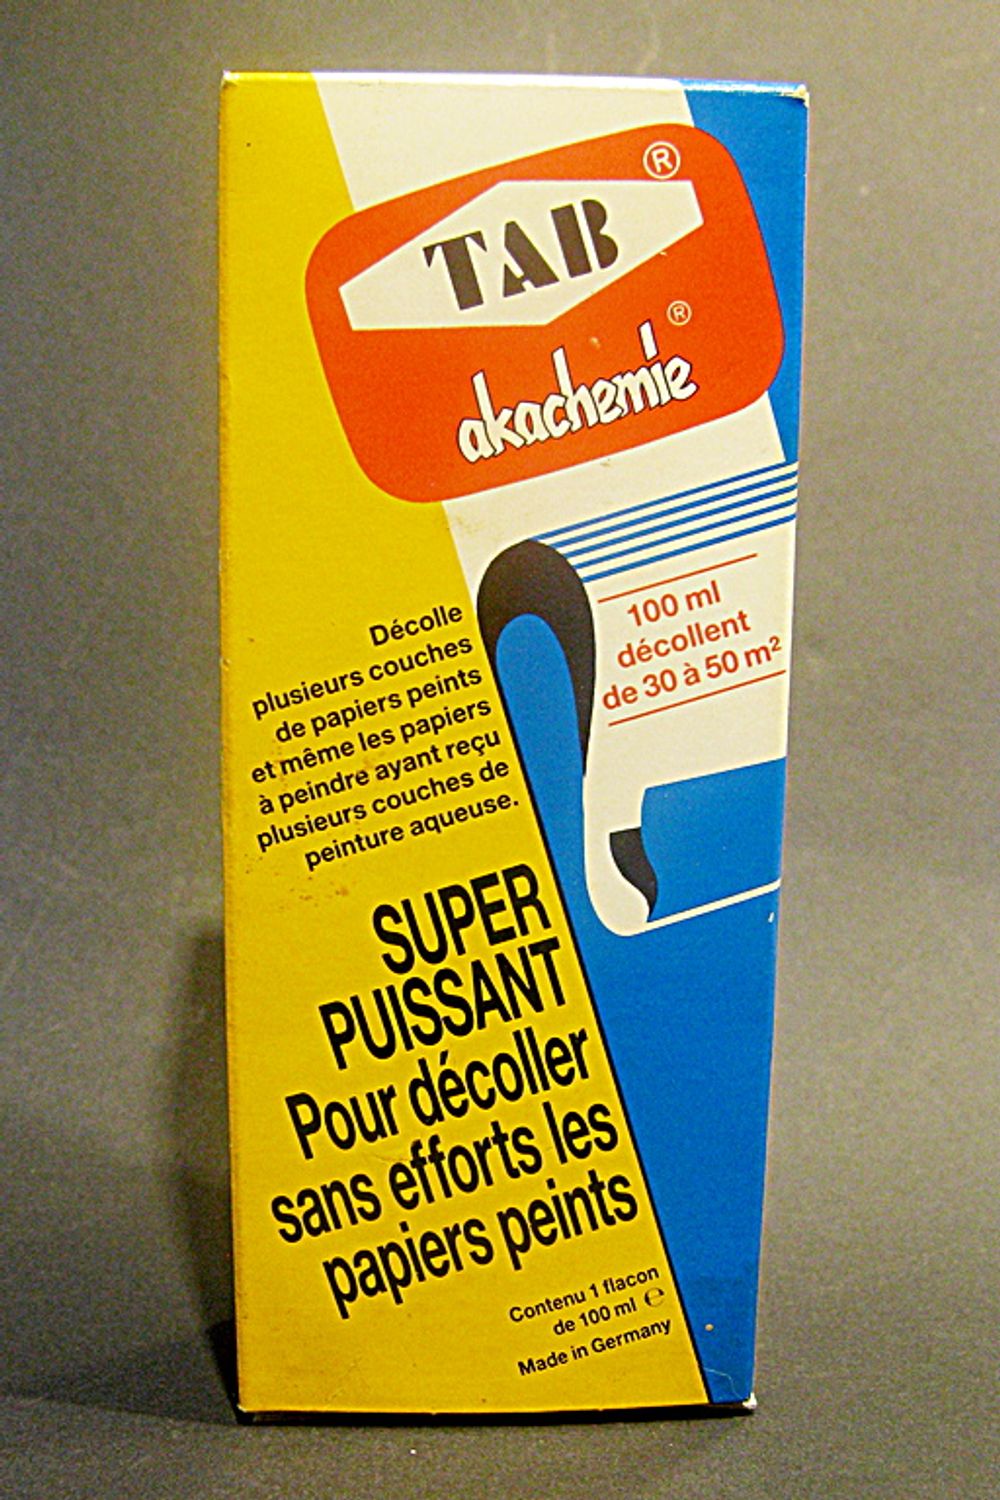 TAB ®
akachemie ®
100 ml
décollent
de 30 à 50 m²
Décolle
plusieurs couches
de papiers peints
et même les papiers
à peindre ayant reçu
plusieurs couches de
peinture aqueuse.
SUPER
PUISSANT
Pour décoller
sans efforts les
papiers peints
Contenu 1 flacon
de 100 ml ℮
Made in Germany